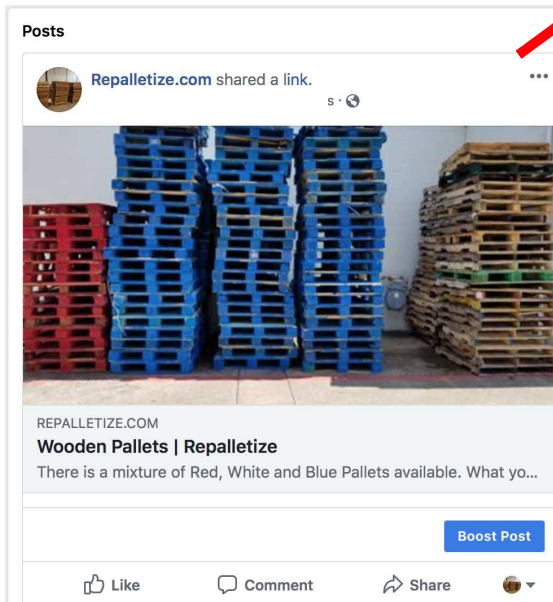 Posts
Repalletize.com shared a link.
s ·
REPALLETIZE.COM
Wooden Pallets | Repalletize
There is a mixture of Red, White and Blue Pallets available. What yo...
Boost Post
Like Comment Share